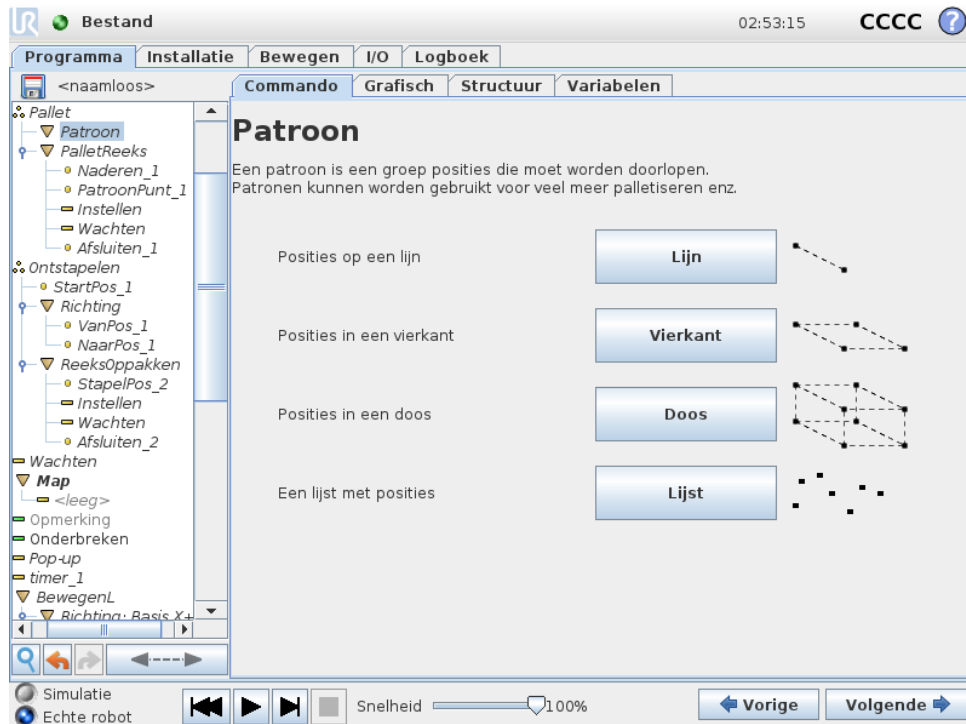 UR Bestand 02:53:15 CCCC ?
Programma Installatie Bewegen I/O Logboek
<naamloos>
Commando Grafisch Structuur Variabelen
Pallet
Patroon
PalletReeks
Naderen_1
PatroonPunt_1
Instellen
Wachten
Afsluiten_1
Ontstapelen
StartPos_1
Richting
VanPos_1
NaarPos_1
ReeksOppakken
StapelPos_2
Instellen
Wachten
Afsluiten_2
Wachten
Map
<leeg>
Opmerking
Onderbreken
Pop-up
timer_1
BewegenL
Richting: Basis X+
Patroon
Een patroon is een groep posities die moet worden doorlopen.
Patronen kunnen worden gebruikt voor veel meer palletiseren enz.
Posities op een lijn Lijn
Posities in een vierkant Vierkant
Posities in een doos Doos
Een lijst met posities Lijst
Simulatie
Echte robot
Snelheid 100%
Vorige Volgende